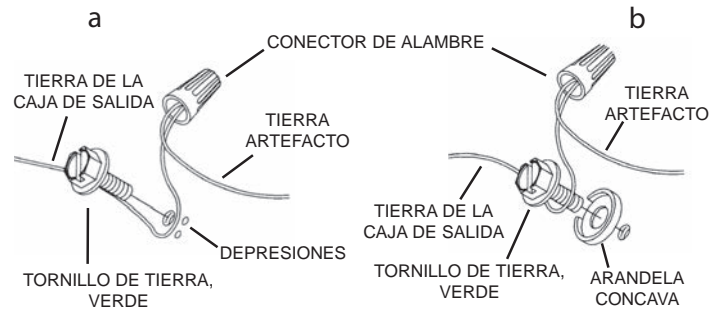 a
b
CONECTOR DE ALAMBRE
TIERRA DE LA
CAJA DE SALIDA
TIERRA
ARTEFACTO
TIERRA
ARTEFACTO
DEPRESIONES
TORNILLO DE TIERRA,
VERDE
TIERRA DE LA
CAJA DE SALIDA
TORNILLO DE TIERRA,
VERDE
ARANDELA
CONCAVA